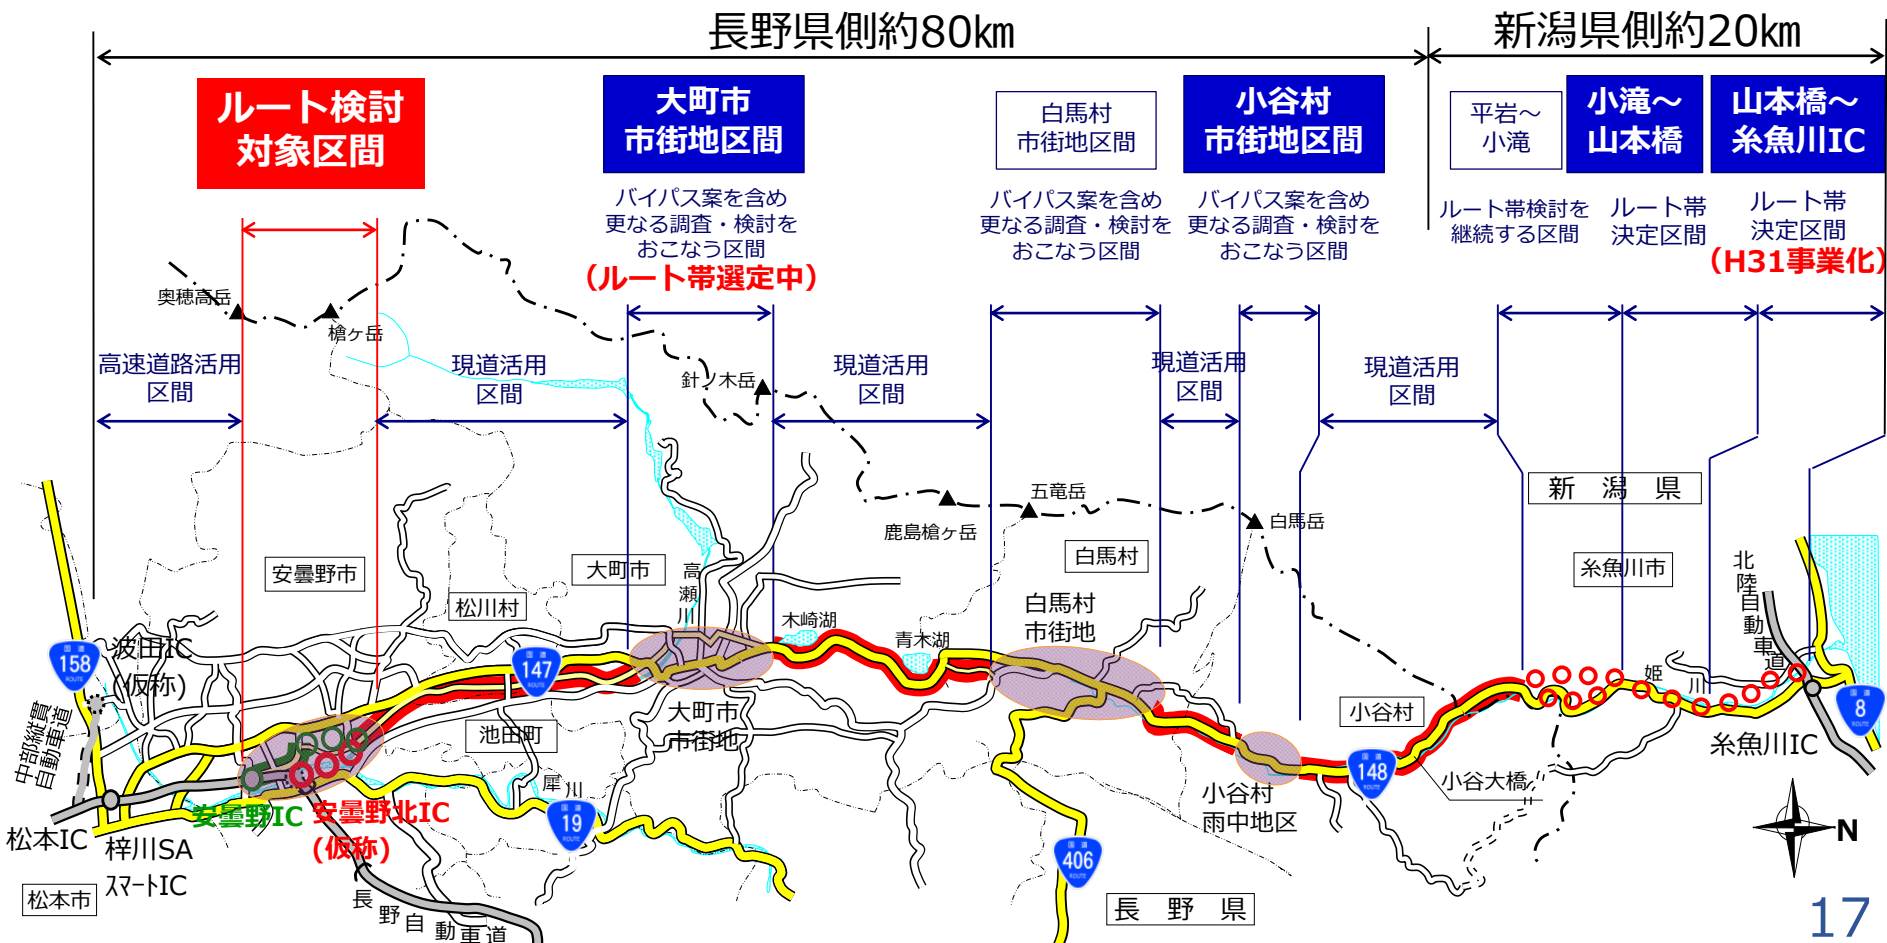 長野県側約80㎞
新潟県側約20㎞
ルート検討
対象区間
大町市
市街地区間
白馬村
市街地区間
小谷村
市街地区間
平岩～
小滝
小滝～
山本橋
山本橋～
糸魚川IC
バイパス案を含め
更なる調査・検討を
おこなう区間
(ルート帯選定中)
バイパス案を含め
更なる調査・検討を
おこなう区間
バイパス案を含め
更なる調査・検討を
おこなう区間
ルート帯検討を
継続する区間
ルート帯
決定区間
ルート帯
決定区間
(H31事業化)
奥穂高岳
槍ヶ岳
針ノ木岳
鹿島槍ヶ岳
五竜岳
白馬岳
高速道路活用
区間
現道活用
区間
現道活用
区間
現道活用
区間
現道活用
区間
新潟県
安曇野市
松川村
大町市
高瀬川
木崎湖
青木湖
白馬村
白馬村
市街地
糸魚川市
北陸自動車道
国道
158
ROUTE
波田IC
(仮称)
中部縦貫
自動車道
国道
147
ROUTE
池田町
大町市
市街地
小谷村
姫川
国道
8
ROUTE
糸魚川IC
国道
148
ROUTE
小谷大橋
小谷村
雨中地区
安曇野IC
安曇野北IC
(仮称)
犀川
国道
19
ROUTE
国道
406
ROUTE
松本IC
梓川SA
スマートIC
松本市
長野自動車道
長野県
N
17